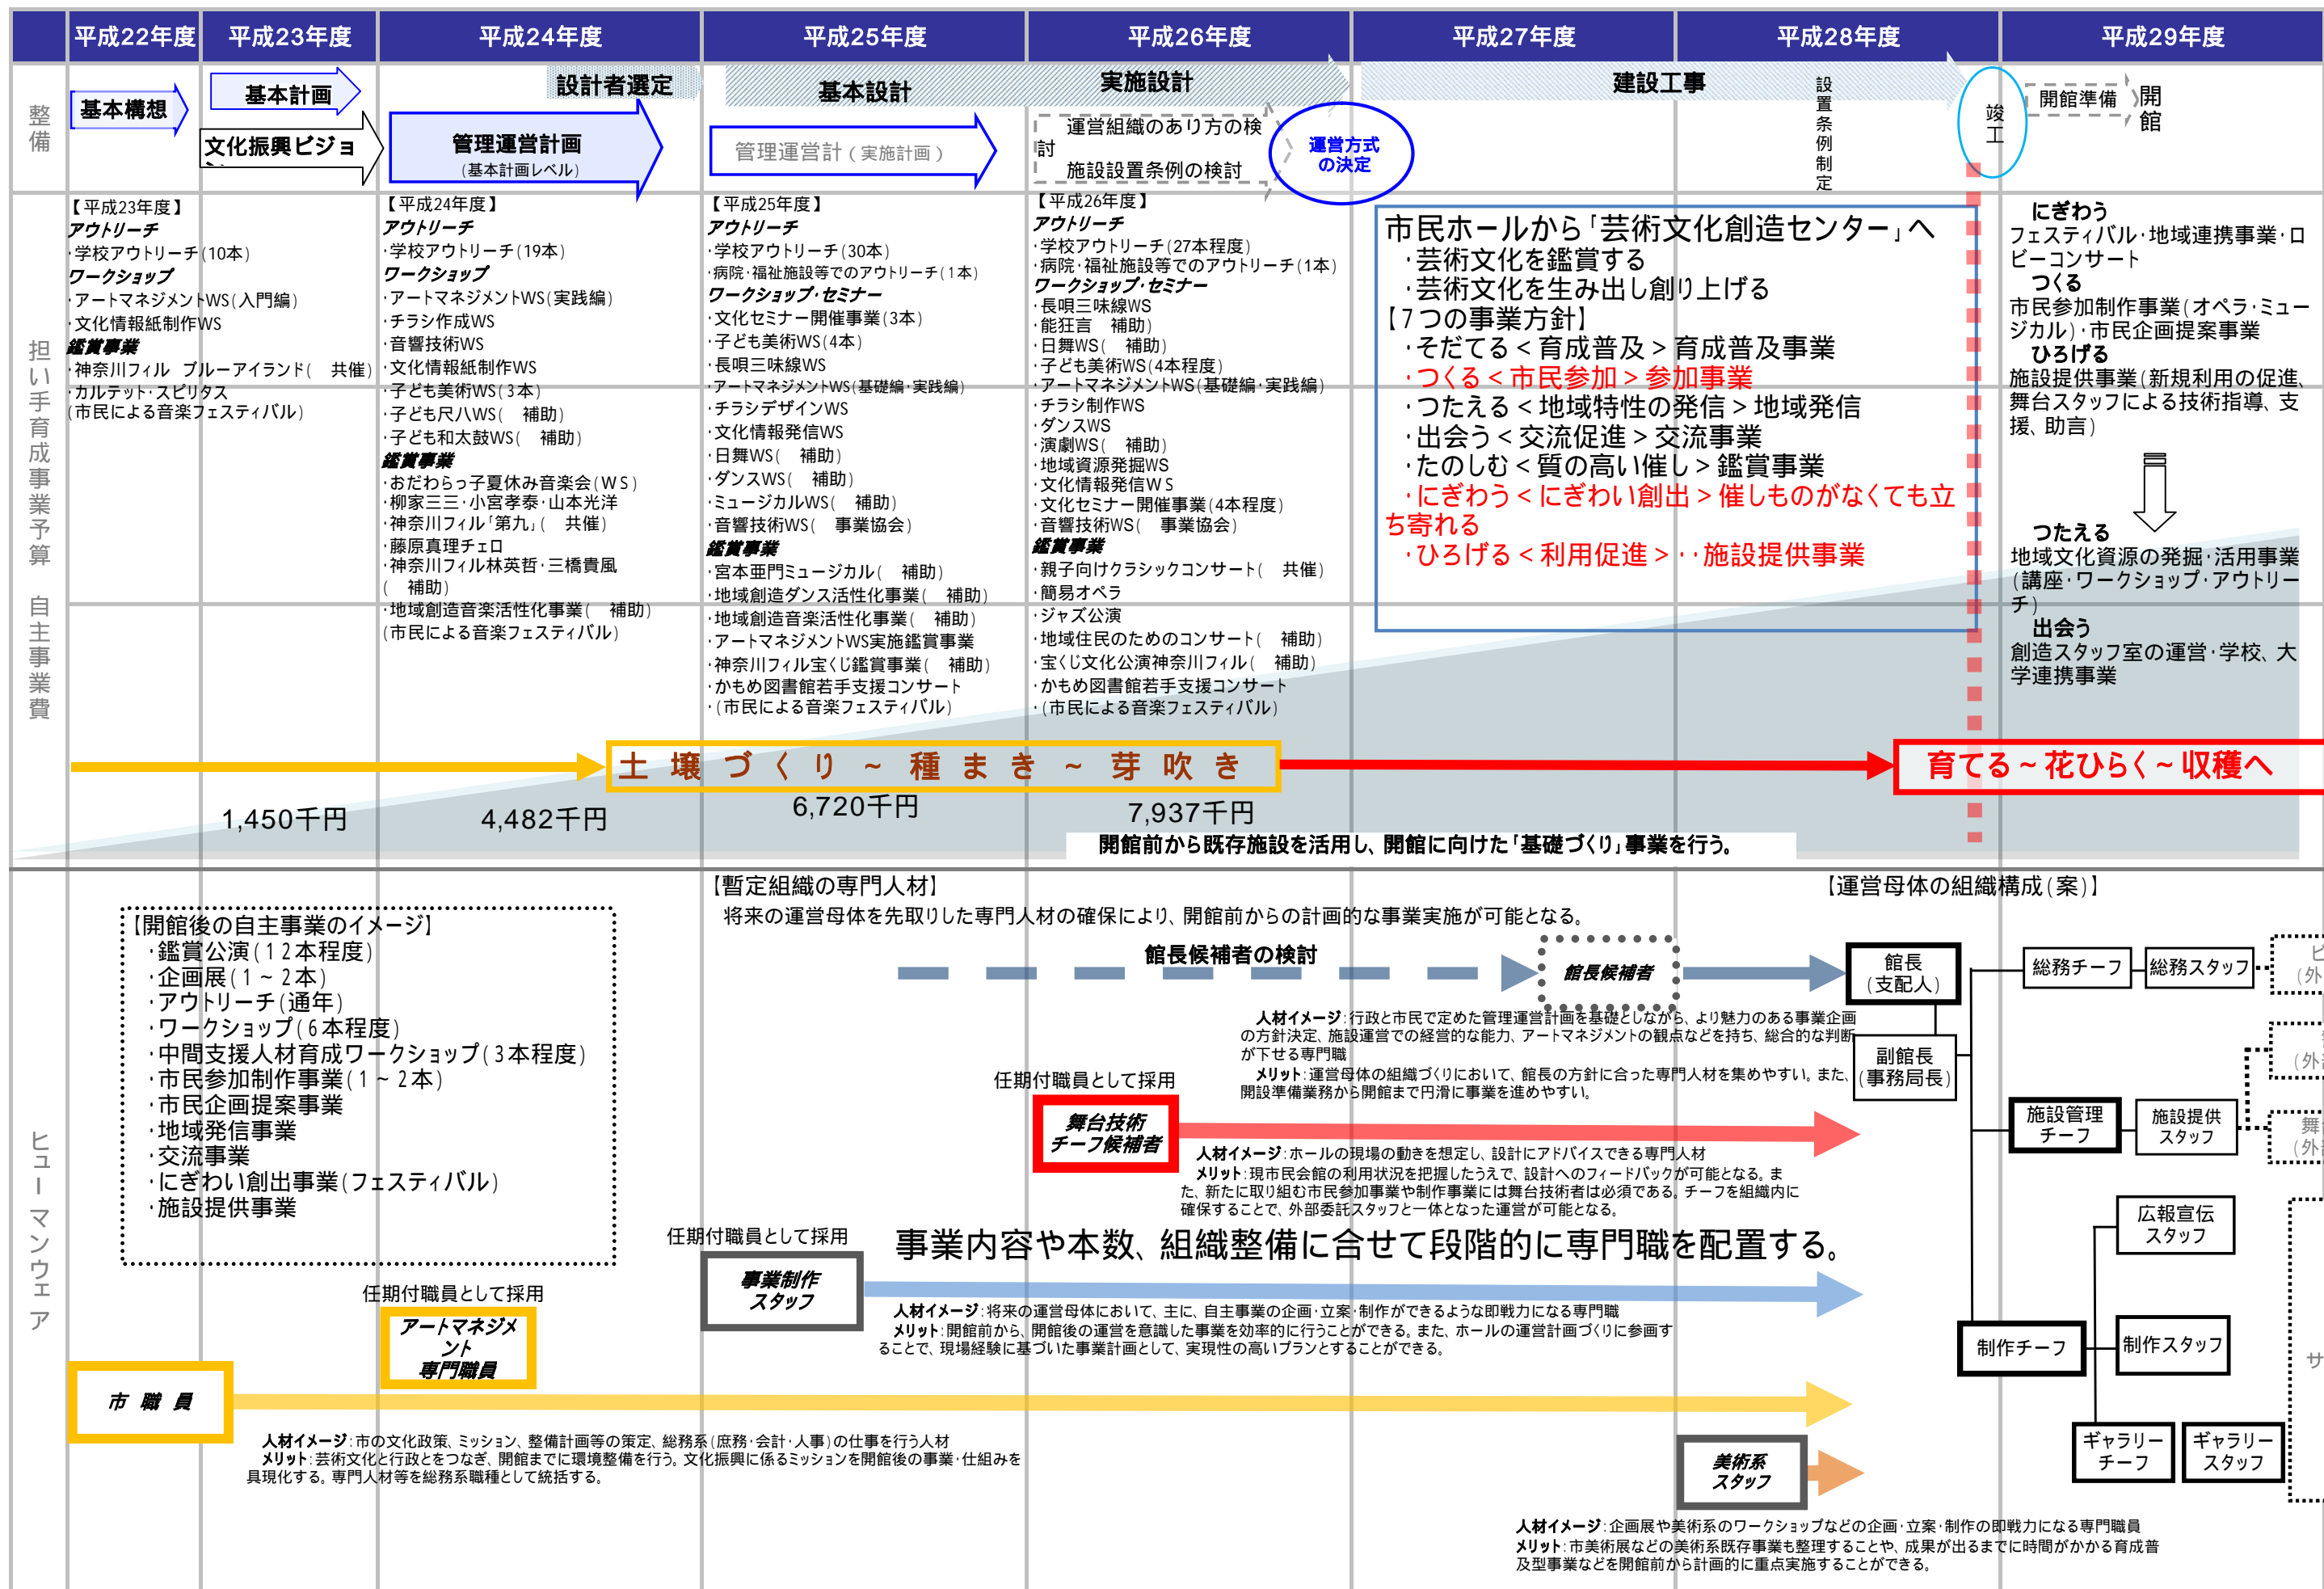 平成22年度
平成23年度
平成24年度
平成25年度
平成26年度
平成27年度
平成28年度
平成29年度
整備
基本構想
基本計画
文化振興ビジョ
設計者選定
管理運営計画
(基本計画レベル)
基本設計
管理運営計（実施計画）
実施設計
運営組織のあり方の検
討
施設設置条例の検討
運営方式
の決定
建設工事
設置条例制定
竣工
開館準備
開館
担い手育成事業予算　自主事業費
【平成23年度】
アウトリーチ
・学校アウトリーチ(10本)
ワークショップ
・アートマネジメントWS(入門編)
・文化情報紙制作WS
鑑賞事業
・神奈川フィル　ブルーアイランド(　共催)
・カルテット・スピリタス
(市民による音楽フェスティバル)
【平成24年度】
アウトリーチ
・学校アウトリーチ(19本)
ワークショップ
・アートマネジメントWS(実践編)
・チラシ作成WS
・音響技術WS
・文化情報紙制作WS
・子ども美術WS(3本)
・子ども尺八WS(　補助)
・子ども和太鼓WS(　補助)
鑑賞事業
・おだわらっ子夏休み音楽会(ＷＳ)
・柳家三三・小宮孝泰・山本光洋
・神奈川フィル「第九」(　共催)
・藤原真理チェロ
・神奈川フィル林英哲・三橋貴風
(　補助)
・地域創造音楽活性化事業(　補助)
(市民による音楽フェスティバル)
【平成25年度】
アウトリーチ
・学校アウトリーチ(30本)
・病院・福祉施設等でのアウトリーチ(1本)
ワークショップ・セミナー
・文化セミナー開催事業(3本)
・子ども美術WS(4本)
・長唄三味線WS
・アートマネジメントWS(基礎編・実践編)
・チラシデザインWS
・文化情報発信WS
・日舞WS(　補助)
・ダンスWS(　補助)
・ミュージカルWS(　補助)
・音響技術WS(　事業協会)
鑑賞事業
・宮本亜門ミュージカル(　補助)
・地域創造ダンス活性化事業(　補助)
・地域創造音楽活性化事業(　補助)
・アートマネジメントWS実施鑑賞事業
・神奈川フィル宝くじ鑑賞事業(　補助)
・かもめ図書館若手支援コンサート
・(市民による音楽フェスティバル)
【平成26年度】
アウトリーチ
・学校アウトリーチ(27本程度)
・病院・福祉施設等でのアウトリーチ(1本)
ワークショップ・セミナー
・長唄三味線WS
・能狂言　補助)
・日舞WS(　補助)
・子ども美術WS(4本程度)
・アートマネジメントWS(基礎編・実践編)
・チラシ制作WS
・ダンスWS
・演劇WS(　補助)
・地域資源発掘WS
・文化情報発信ＷＳ
・文化セミナー開催事業(4本程度)
・音響技術WS(　事業協会)
鑑賞事業
・親子向けクラシックコンサート(　共催)
・簡易オペラ
・ジャズ公演
・地域住民のためのコンサート(　補助)
・宝くじ文化公演神奈川フィル(　補助)
・かもめ図書館若手支援コンサート
・(市民による音楽フェスティバル)
市民ホールから「芸術文化創造センター」へ
・芸術文化を鑑賞する
・芸術文化を生み出し創り上げる
【７つの事業方針】
・そだてる＜育成普及＞育成普及事業
・つくる＜市民参加＞参加事業
・つたえる＜地域特性の発信＞地域発信
・出会う＜交流促進＞交流事業
・たのしむ＜質の高い催し＞鑑賞事業
・にぎわう＜にぎわい創出＞催しものがなくても立
ち寄れる
・ひろげる＜利用促進＞・・施設提供事業
にぎわう
フェスティバル・地域連携事業・ロ
ビーコンサート
つくる
市民参加制作事業(オペラ・ミュー
ジカル)・市民企画提案事業
ひろげる
施設提供事業(新規利用の促進、
舞台スタッフによる技術指導、支
援、助言)
つたえる
地域文化資源の発掘・活用事業
(講座・ワークショップ・アウトリー
チ)
出会う
創造スタッフ室の運営・学校、大
学連携事業
土壌づくり～種まき～芽吹き
育てる～花ひらく～収穫へ
1,450千円
4,482千円
6,720千円
7,937千円
開館前から既存施設を活用し、開館に向けた「基礎づくり」事業を行う。
ヒューマンウェア
【開館後の自主事業のイメージ】
・鑑賞公演(１２本程度)
・企画展(１～２本)
・アウトリーチ(通年)
・ワークショップ(６本程度)
・中間支援人材育成ワークショップ(３本程度)
・市民参加制作事業(１～２本)
・市民企画提案事業
・地域発信事業
・交流事業
・にぎわい創出事業(フェスティバル)
・施設提供事業
【暫定組織の専門人材】
将来の運営母体を先取りした専門人材の確保により、開館前からの計画的な事業実施が可能となる。
館長候補者の検討
館長候補者
人材イメージ：行政と市民で定めた管理運営計画を基礎としながら、より魅力のある事業企画
の方針決定、施設運営での経営的な能力、アートマネジメントの観点などを持ち、総合的な判断
が下せる専門職
メリット：運営母体の組織づくりにおいて、館長の方針に合った専門人材を集めやすい。また、
開設準備業務から開館まで円滑に事業を進めやすい。
任期付職員として採用
舞台技術
チーフ候補者
人材イメージ：ホールの現場の動きを想定し、設計にアドバイスできる専門人材
メリット：現市民会館の利用状況を把握したうえで、設計へのフィードバックが可能となる。ま
た、新たに取り組む市民参加事業や制作事業には舞台技術者は必須である。チーフを組織内に
確保することで、外部委託スタッフと一体となった運営が可能となる。
任期付職員として採用
事業内容や本数、組織整備に合せて段階的に専門職を配置する。
事業制作
スタッフ
人材イメージ：将来の運営母体において、主に、自主事業の企画・立案・制作ができるような即戦力になる専門職
メリット：開館前から、開館後の運営を意識した事業を効率的に行うことができる。また、ホールの運営計画づくりに参画す
ることで、現場経験に基づいた事業計画として、実現性の高いプランとすることができる。
任期付職員として採用
アートマネジメ
ント
専門職員
市職員
人材イメージ：市の文化政策、ミッション、整備計画等の策定、総務系(庶務・会計・人事)の仕事を行う人材
メリット：芸術文化と行政とをつなぎ、開館までに環境整備を行う。文化振興に係るミッションを開館後の事業・仕組みを
具現化する。専門人材等を総務系職種として統括する。
美術系
スタッフ
人材イメージ：企画展や美術系のワークショップなどの企画・立案・制作の即戦力になる専門職員
メリット：市美術展などの美術系既存事業も整理することや、成果が出るまでに時間がかかる育成普
及型事業などを開館前から計画的に重点実施することができる。
【運営母体の組織構成(案)】
館長
(支配人)
副館長
(事務局長)
総務チーフ
総務スタッフ
ビ
(外
施設管理
チーフ
施設提供
スタッフ
(外
舞
(外
広報宣伝
スタッフ
制作チーフ
制作スタッフ
サ
ギャラリー
チーフ
ギャラリー
スタッフ